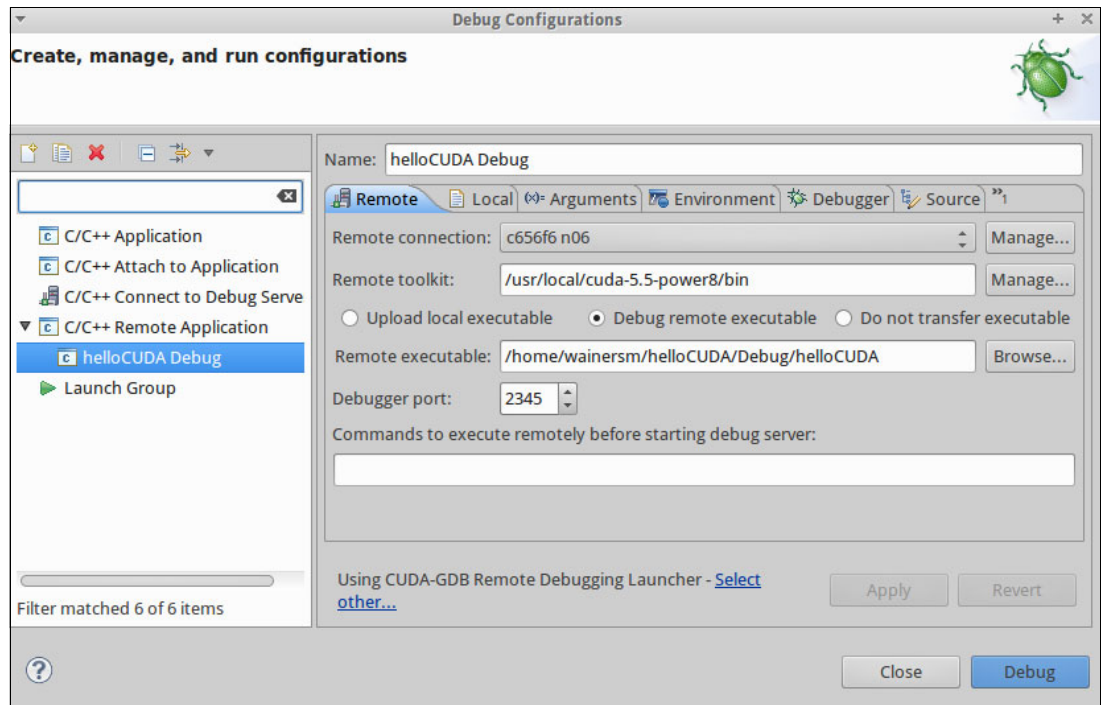 Debug Configurations
Create, manage, and run configurations
Name: helloCUDA Debug
Remote Local (x)= Arguments Environment Debugger Source »1
C/C++ Application
C/C++ Attach to Application
C/C++ Connect to Debug Serve
C/C++ Remote Application
helloCUDA Debug
Launch Group
Filter matched 6 of 6 items
Remote connection: c656f6 n06 Manage...
Remote toolkit: /usr/local/cuda-5.5-power8/bin Manage...
Upload local executable Debug remote executable Do not transfer executable
Remote executable: /home/wainersm/helloCUDA/Debug/helloCUDA Browse...
Debugger port: 2345
Commands to execute remotely before starting debug server:
Using CUDA-GDB Remote Debugging Launcher - Select
other...
Apply Revert
Close Debug